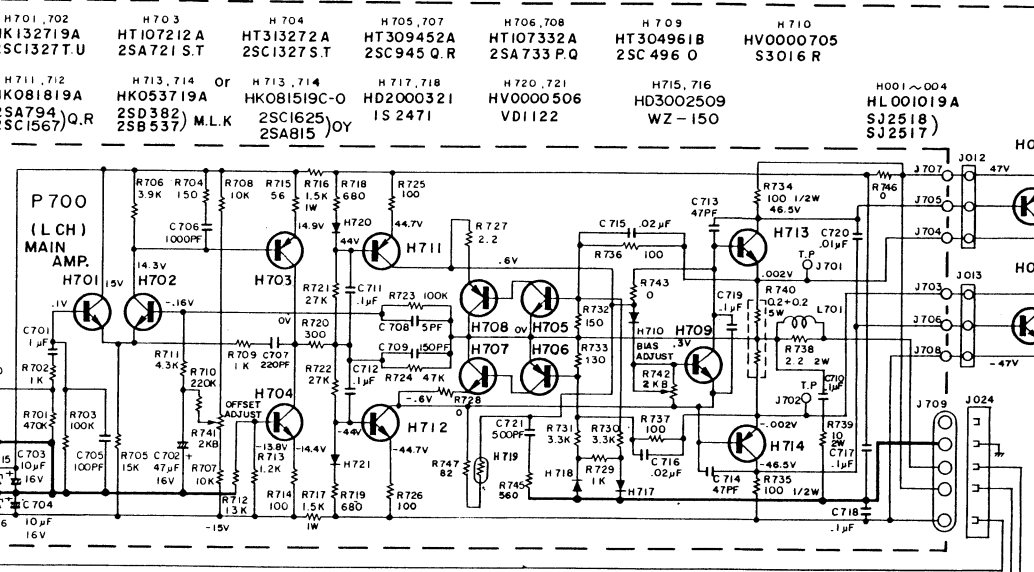 H701,702 H703 H704 H705,707 H706,708 H709 H710
HK132719A HT107212A HT313272A HT309452A HT107332A HT304961B HV0000705
2SC1327T.U 2SA721S.T 2SC1327S.T 2SC945Q.R 2SA733P.Q 2SC496 O S3016R
H711,712 H713,714 or H713,714 H717,718 H720,721 H715,716 H001~004
HK081819A HK053719A HK081519C-O HD2000321 HV0000506 HD3002509 HL001019A
2SA794 2SC1567)Q.R 2SD382 2SB537)M.L.K 2SC1625 2SA815)OY 1S2471 VD1122 WZ-150 SJ2518 SJ2517)
P700
(L CH)
MAIN
AMP.
R706 3.9K
R704 150
R708 10K
R715 56
R716 1.5K 1W
R718 680
R725 100
C706 1000PF
14.9V
H720
44V
44.7V
H711
H703
14.3V
H701
15V
H702
.1V
-.16V
C701 .1µF
R702 1K
R701 470K
R703 100K
C703 10µF 16V
C704 10µF 16V
C705 100PF
R705 15K
R711 4.3K
R710 220K
R709 1K
C707 220PF
0V
R720 300
R721 27K
R722 27K
C711 .1µF
C712 .1µF
R723 100K
C708 5PF
C709 150PF
R724 47K
OFFSET ADJUST
R741 2KB
C702 47µF 16V
R707 10K
R712 13K
-15V
H704
-13.8V
R713 1.2K
-14.4V
R714 100
R717 1.5K 1W
H721
R719 680
-44V
H712
-44.7V
R726 100
-.6V
R728 0
R727 2.2
.6V
H708
H705
0V
H707
H706
R747 82
H719
C721 500PF
R745 560
C715 .02µF
R736 100
R732 150
R733 130
R731 3.3K
R730 3.3K
R729 1K
H718
H717
R737 100
C716 .02µF
R743 0
H710
BIAS ADJUST
R742 2KB
H709
.3V
C713 47PF
C714 47PF
C719 .1µF
R734 100 1/2W
46.5V
H713
.002V
T.P
J701
R740 0.2+0.2 5W
L701
R738 2.2 2W
C710 .1µF
T.P
J702
-.002V
H714
-46.5V
R735 100 1/2W
R739 10 2W
C720 .01µF
C717 .1µF
C718 .1µF
R746 0
J707
J705
J704
J012
47V
J703
J706
J708
J013
-47V
J709
J024